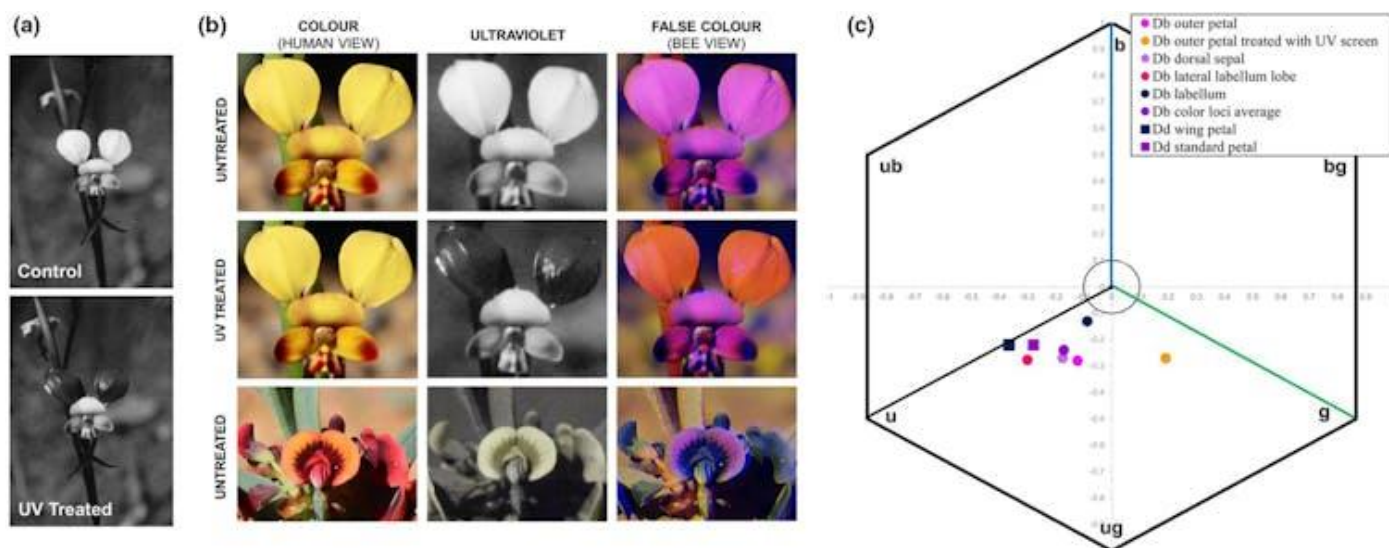 (a)
Control
UV Treated
(b)
COLOUR
(HUMAN VIEW)
ULTRAVIOLET
FALSE COLOUR
(BEE VIEW)
UNTREATED
UV TREATED
UNTREATED
(c)
Db outer petal
Db outer petal treated with UV screen
Db dorsal sepal
Db lateral labellum lobe
Db labellum
Db color loci average
Dd wing petal
Dd standard petal
b
ub
bg
u
g
ug